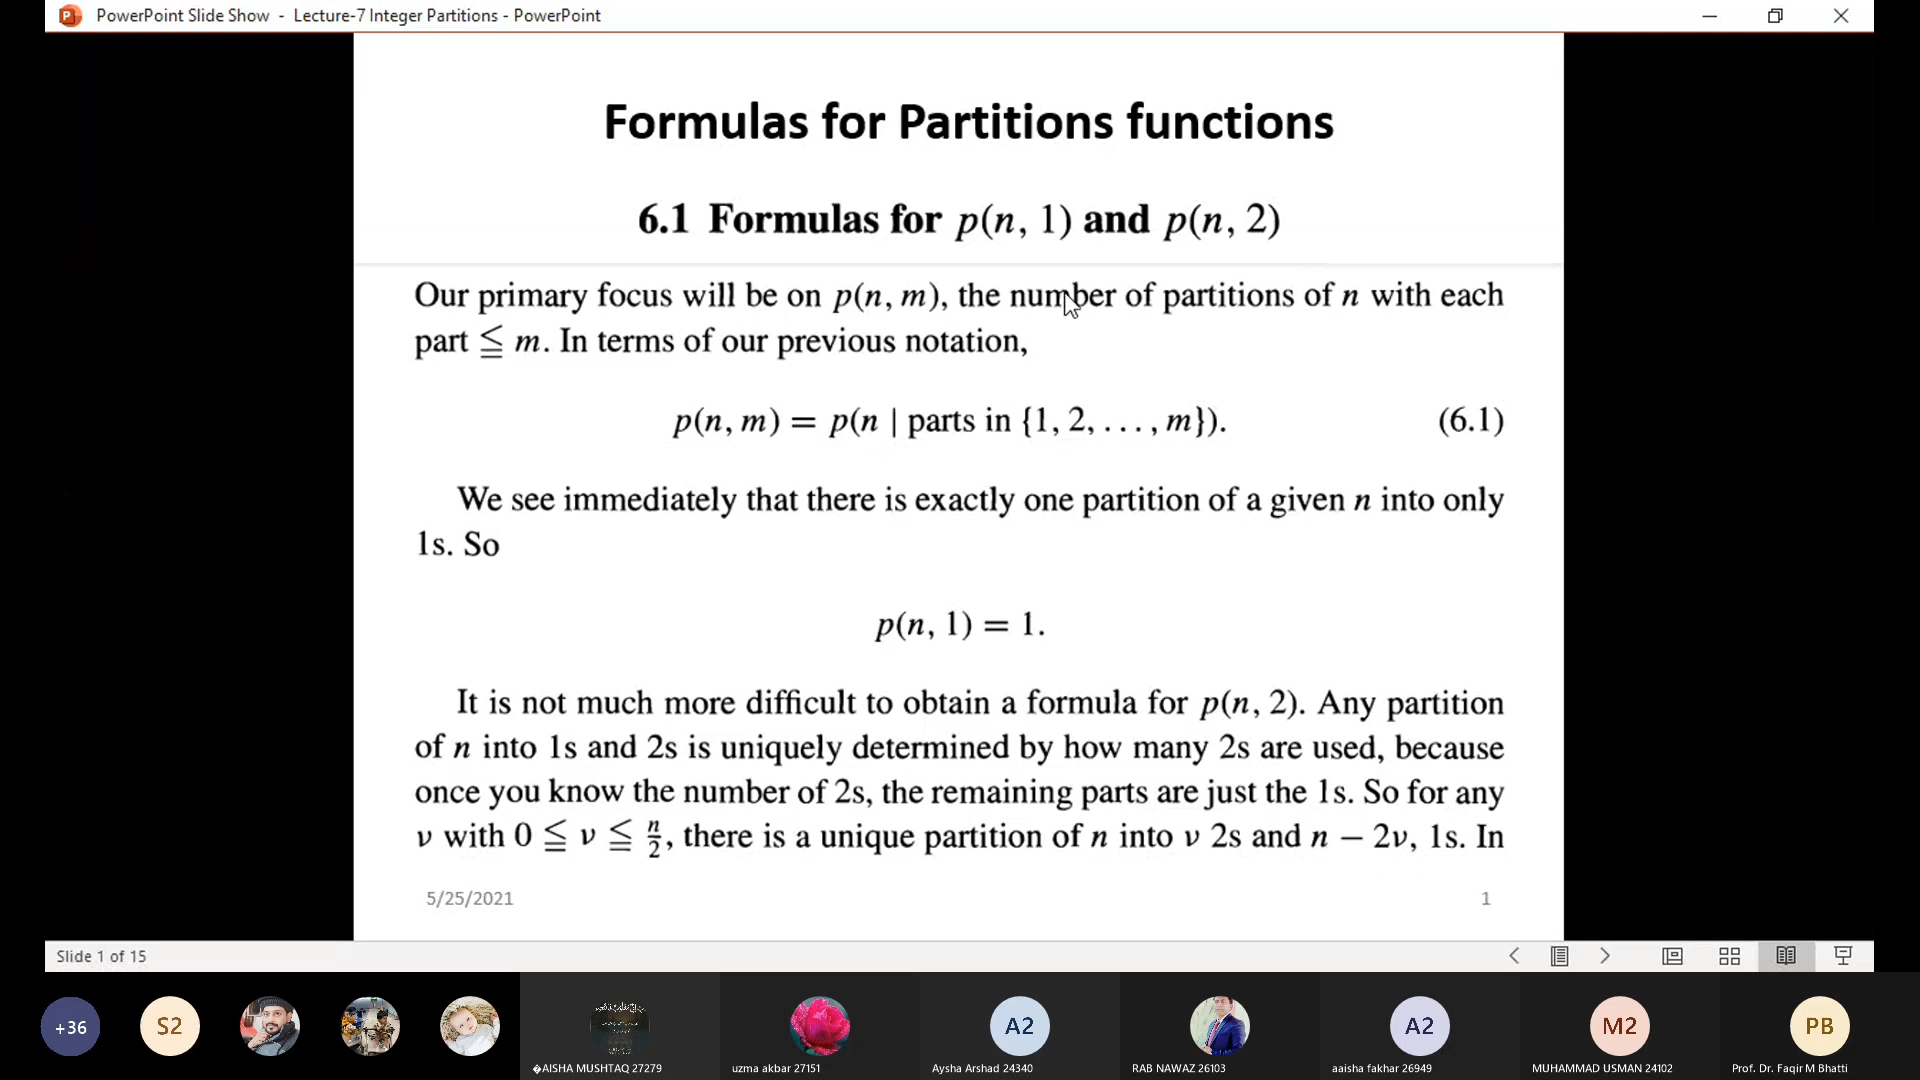 PowerPoint Slide Show - Lecture-7 Integer Partitions - PowerPoint
Formulas for Partitions functions
6.1 Formulas for p(n, 1) and p(n, 2)
Our primary focus will be on p(n, m), the number of partitions of n with each
part ≦ m. In terms of our previous notation,
p(n, m) = p(n | parts in {1, 2, . . . , m}). (6.1)
We see immediately that there is exactly one partition of a given n into only
1s. So
p(n, 1) = 1.
It is not much more difficult to obtain a formula for p(n, 2). Any partition
of n into 1s and 2s is uniquely determined by how many 2s are used, because
once you know the number of 2s, the remaining parts are just the 1s. So for any
ν with 0 ≦ ν ≦ n/2, there is a unique partition of n into ν 2s and n − 2ν, 1s. In
5/25/2021 1
Slide 1 of 15
+36 S2 A2 A2 M2 PB
�AISHA MUSHTAQ 27279 uzma akbar 27151 Aysha Arshad 24340 RAB NAWAZ 26103 aaisha fakhar 26949 MUHAMMAD USMAN 24102 Prof. Dr. Faqir M Bhatti